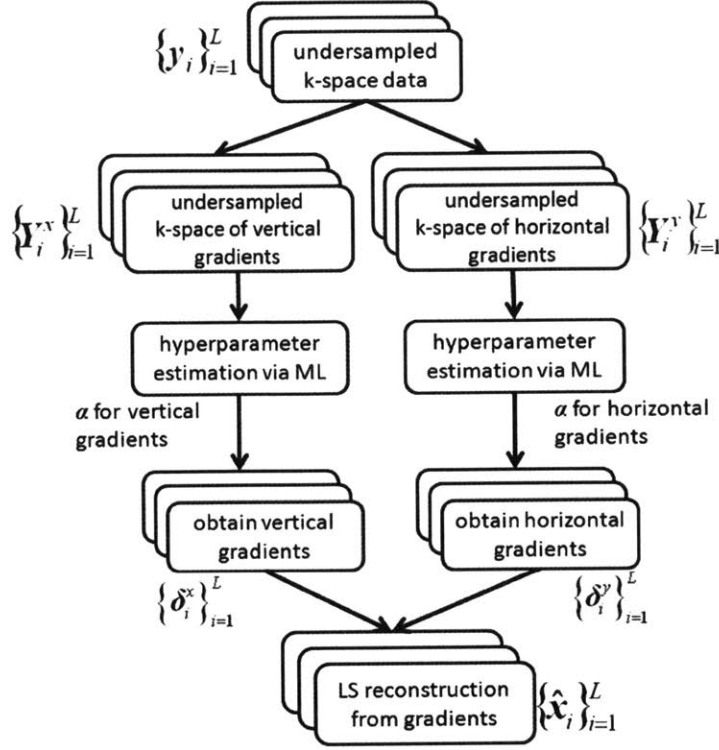 {y_i}_{i=1}^L
undersampled
k-space data
{Y_i^x}_{i=1}^L
undersampled
k-space of vertical
gradients
undersampled
k-space of horizontal
gradients
{Y_i^y}_{i=1}^L
hyperparameter
estimation via ML
hyperparameter
estimation via ML
α for vertical
gradients
α for horizontal
gradients
obtain vertical
gradients
obtain horizontal
gradients
{δ_i^x}_{i=1}^L
{δ_i^y}_{i=1}^L
LS reconstruction
from gradients
{x̂_i}_{i=1}^L